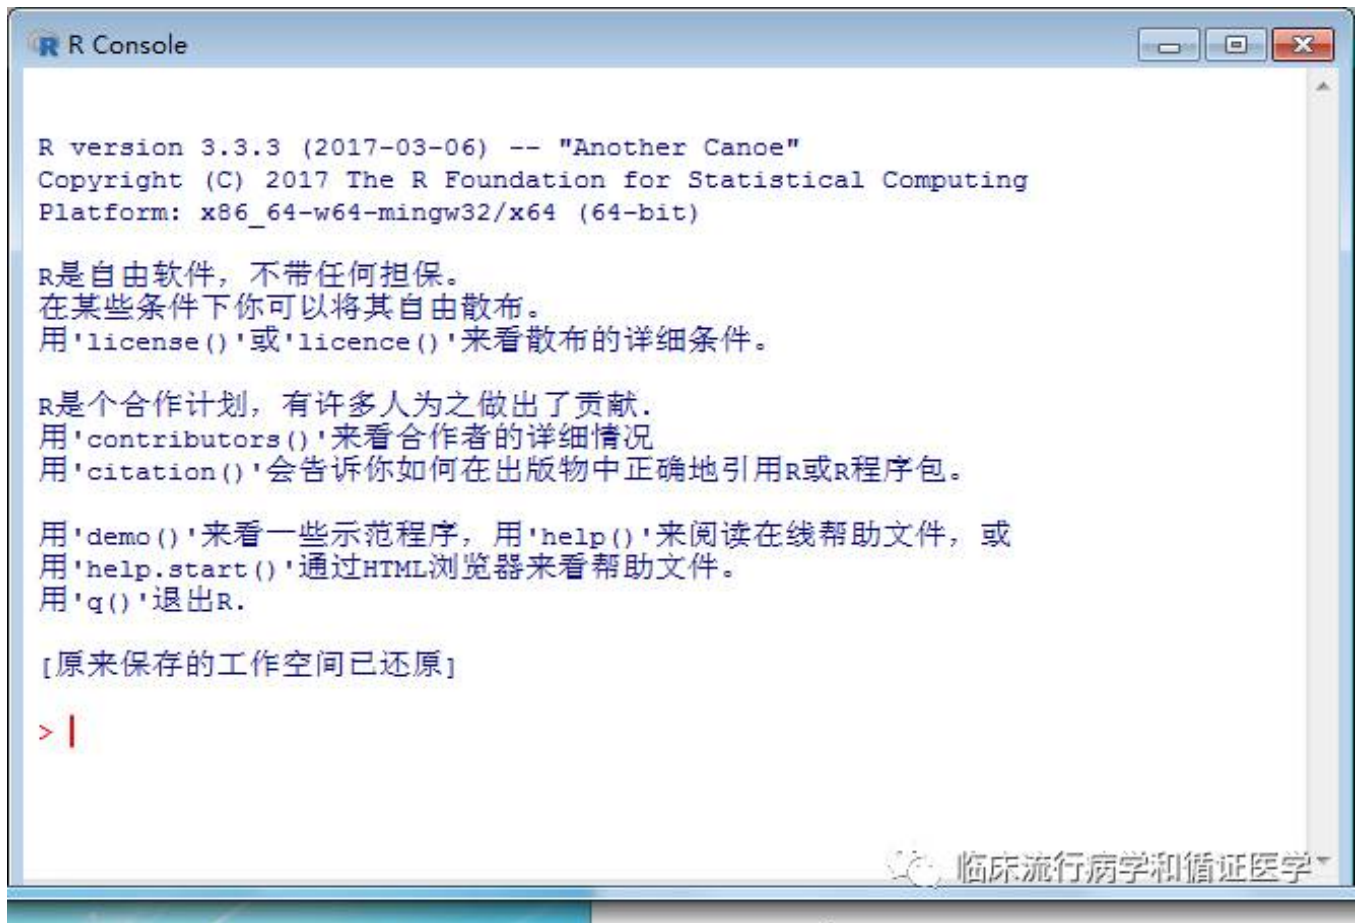 R Console
R version 3.3.3 (2017-03-06) -- "Another Canoe"
Copyright (C) 2017 The R Foundation for Statistical Computing
Platform: x86_64-w64-mingw32/x64 (64-bit)
R是自由软件，不带任何担保。
在某些条件下你可以将其自由散布。
用'license()'或'licence()'来看散布的详细条件。
R是个合作计划，有许多人为之做出了贡献.
用'contributors()'来看合作者的详细情况
用'citation()'会告诉你如何在出版物中正确地引用R或R程序包。
用'demo()'来看一些示范程序，用'help()'来阅读在线帮助文件，或
用'help.start()'通过HTML浏览器来看帮助文件。
用'q()'退出R.
[原来保存的工作空间已还原]
>
临床流行病学和循证医学